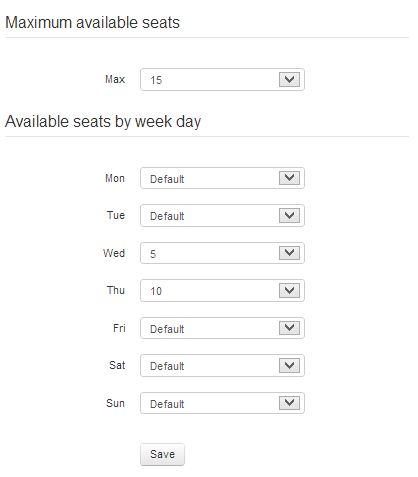 Maximum available seats
Max 15
Available seats by week day
Mon Default
Tue Default
Wed 5
Thu 10
Fri Default
Sat Default
Sun Default
Save